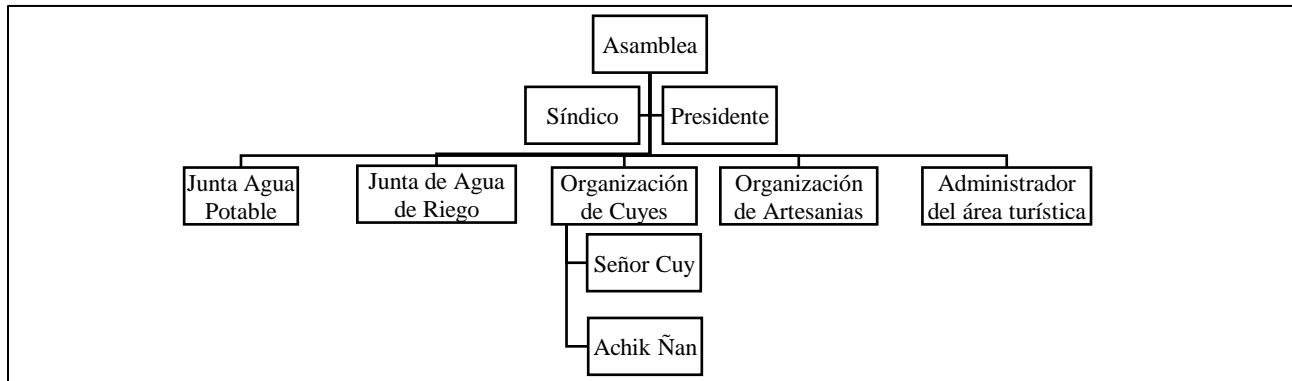 Asamblea
Síndico
Presidente
Junta Agua
Potable
Junta de Agua
de Riego
Organización
de Cuyes
Organización
de Artesanias
Administrador
del área turística
Señor Cuy
Achik Ñan